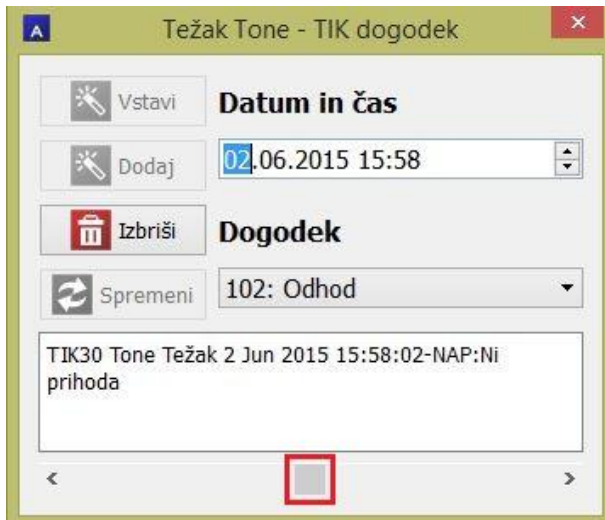 Težak Tone - TIK dogodek
Vstavi
Datum in čas
Dodaj
02.06.2015 15:58
Izbriši
Dogodek
Spremeni
102: Odhod
TIK30 Tone Težak 2 Jun 2015 15:58:02-NAP:Ni
prihoda